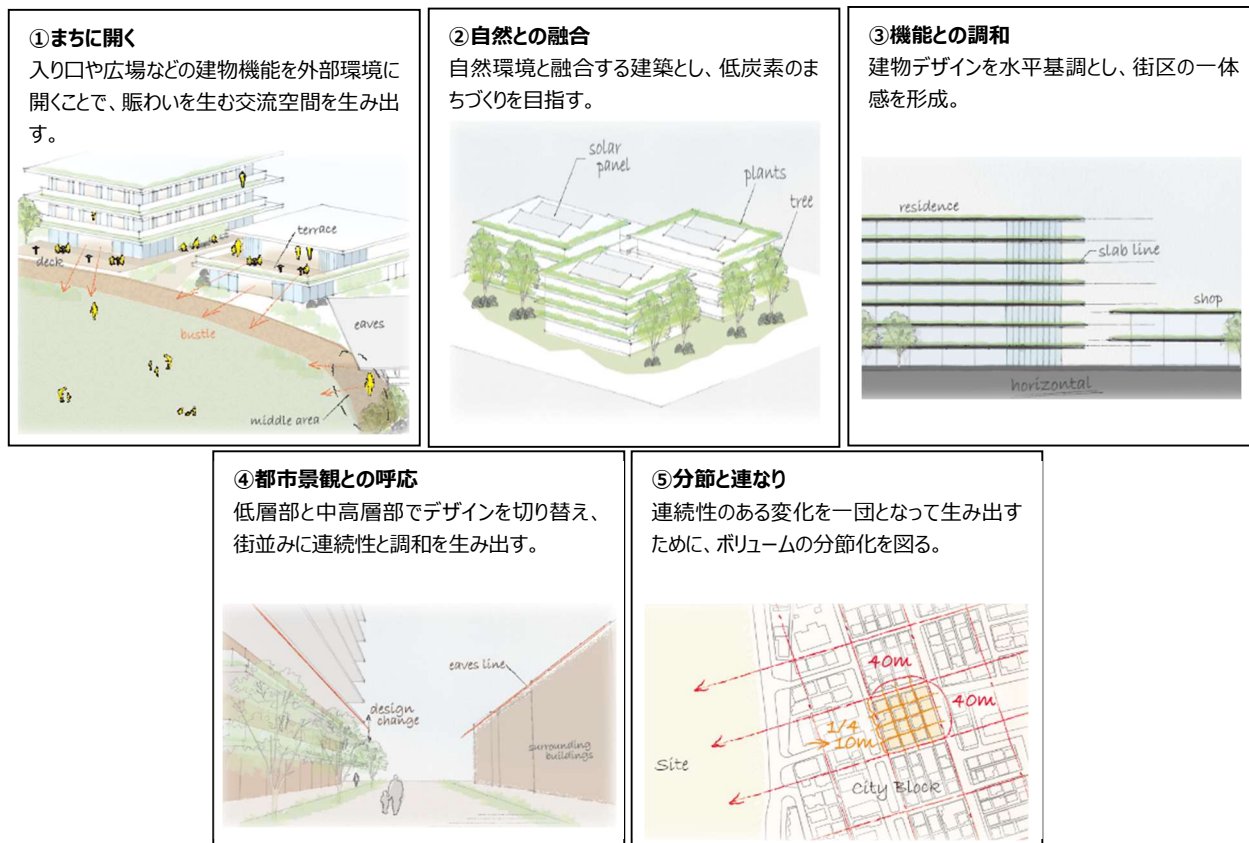 ①まちに開く
入り口や広場などの建物機能を外部環境に
開くことで、賑わいを生む交流空間を生み出
す。
deck
terrace
bustle
eaves
middle area
②自然との融合
自然環境と融合する建築とし、低炭素のま
ちづくりを目指す。
solar
panel
plants
tree
③機能との調和
建物デザインを水平基調とし、街区の一体
感を形成。
residence
slab line
shop
horizontal
④都市景観との呼応
低層部と中高層部でデザインを切り替え、
街並みに連続性と調和を生み出す。
eaves line
design
change
surrounding
buildings
⑤分節と連なり
連続性のある変化を一団となって生み出す
ために、ボリュームの分節化を図る。
40m
40m
1/4
10m
Site
City Block